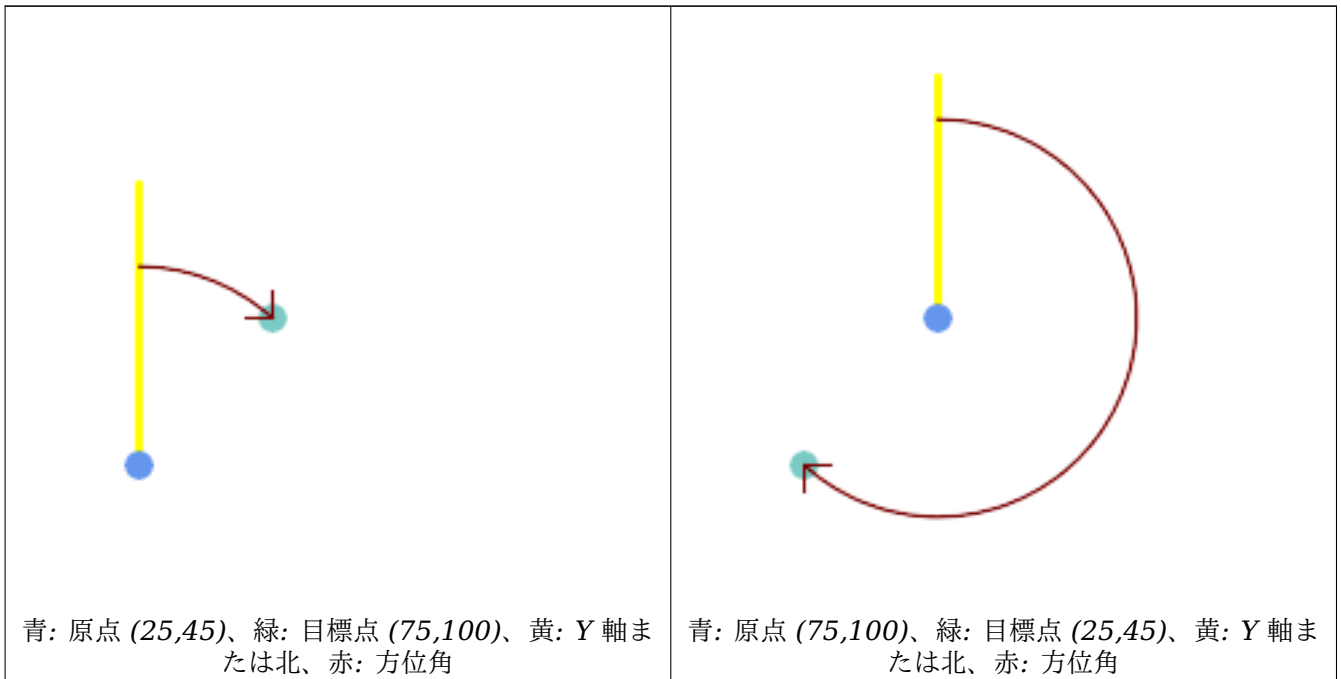 青: 原点 (25,45)、緑: 目標点 (75,100)、黄: Y 軸ま
たは北、赤: 方位角
青: 原点 (75,100)、緑: 目標点 (25,45)、黄: Y 軸ま
たは北、赤: 方位角